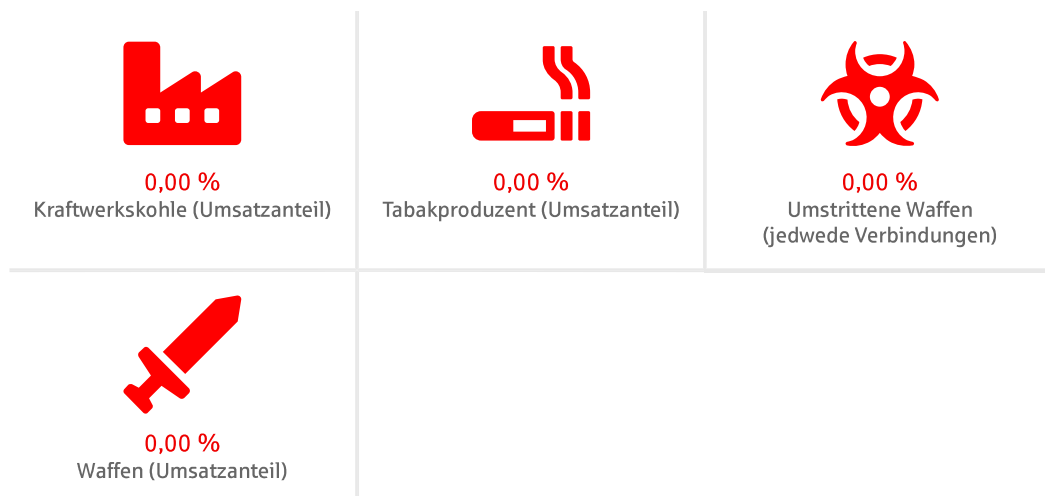 0,00 %
Kraftwerkskohle (Umsatzanteil)
0,00 %
Tabakproduzent (Umsatzanteil)
0,00 %
Umstrittene Waffen
(jedwede Verbindungen)
0,00 %
Waffen (Umsatzanteil)